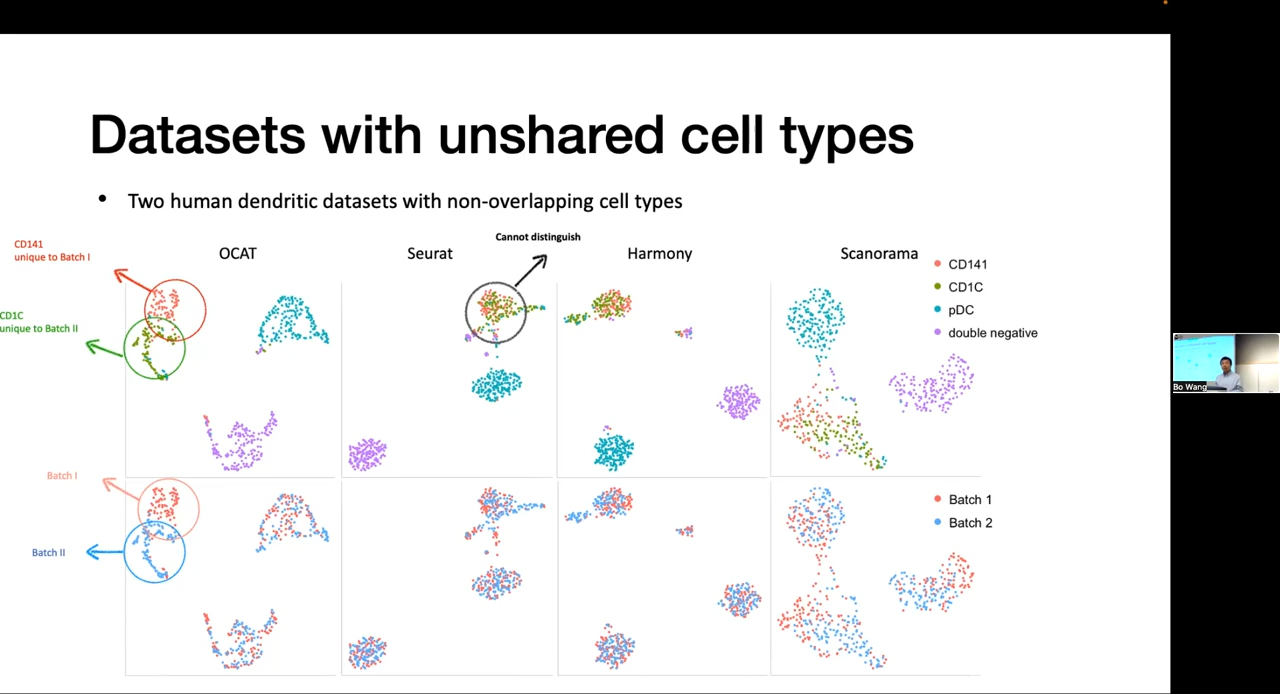 Datasets with unshared cell types
• Two human dendritic datasets with non-overlapping cell types
CD141
unique to Batch I
OCAT
Seurat
Cannot distinguish
Harmony
Scanorama
CD141
CD1C
pDC
double negative
CD1C
unique to Batch II
Batch I
Batch II
Batch 1
Batch 2
Bo Wang